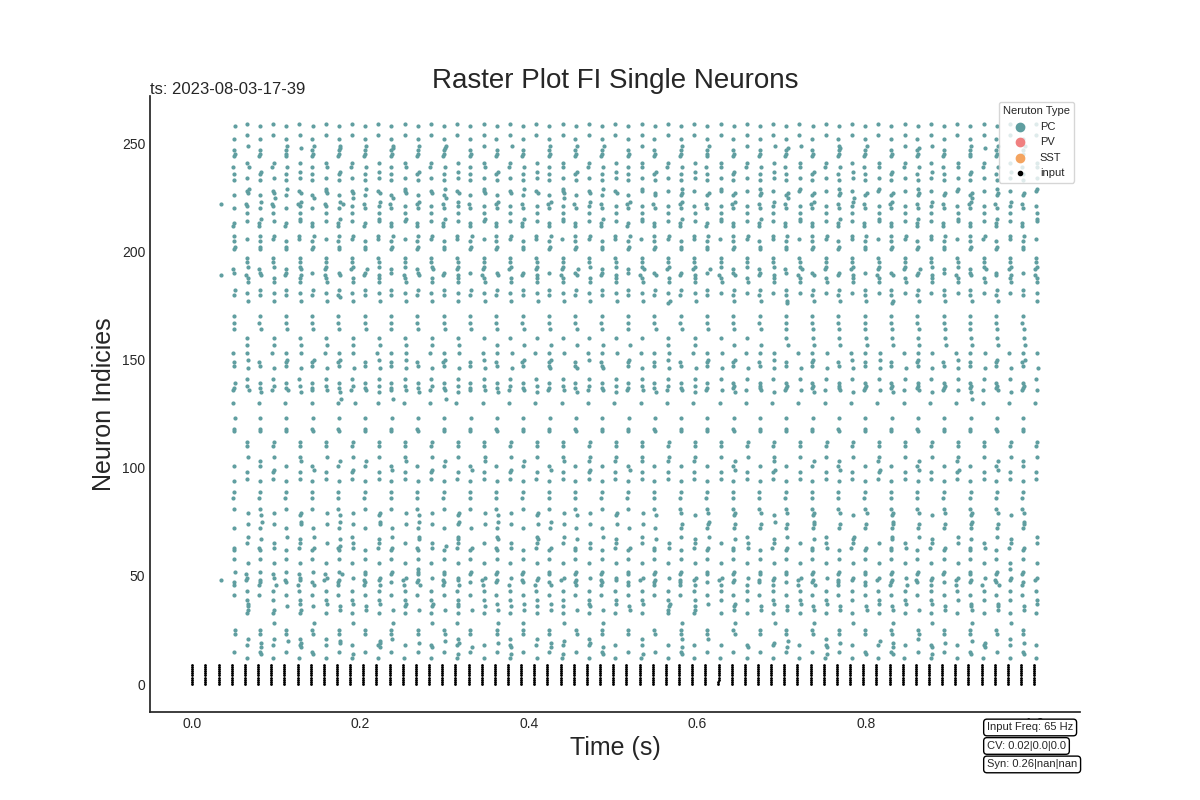 Raster Plot FI Single Neurons
ts: 2023-08-03-17-39
Neruton Type
PC
PV
SST
input
Neuron Indicies
250
200
150
100
50
0
0.0 0.2 0.4 0.6 0.8
Time (s)
Input Freq: 65 Hz
CV: 0.02|0.0|0.0
Syn: 0.26|nan|nan